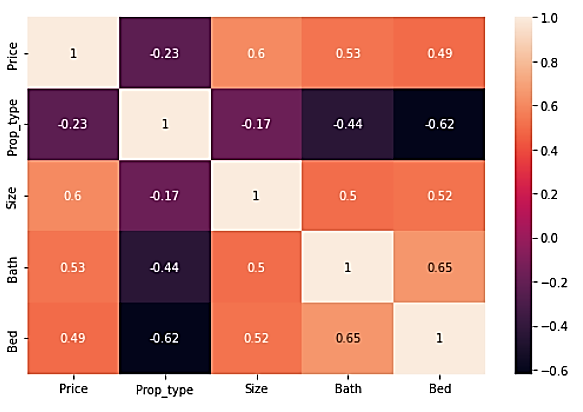 Price 1 -0.23 0.6 0.53 0.49
Prop_type -0.23 1 -0.17 -0.44 -0.62
Size 0.6 -0.17 1 0.5 0.52
Bath 0.53 -0.44 0.5 1 0.65
Bed 0.49 -0.62 0.52 0.65 1
Price Prop_type Size Bath Bed
1.0
0.8
0.6
0.4
0.2
0.0
-0.2
-0.4
-0.6